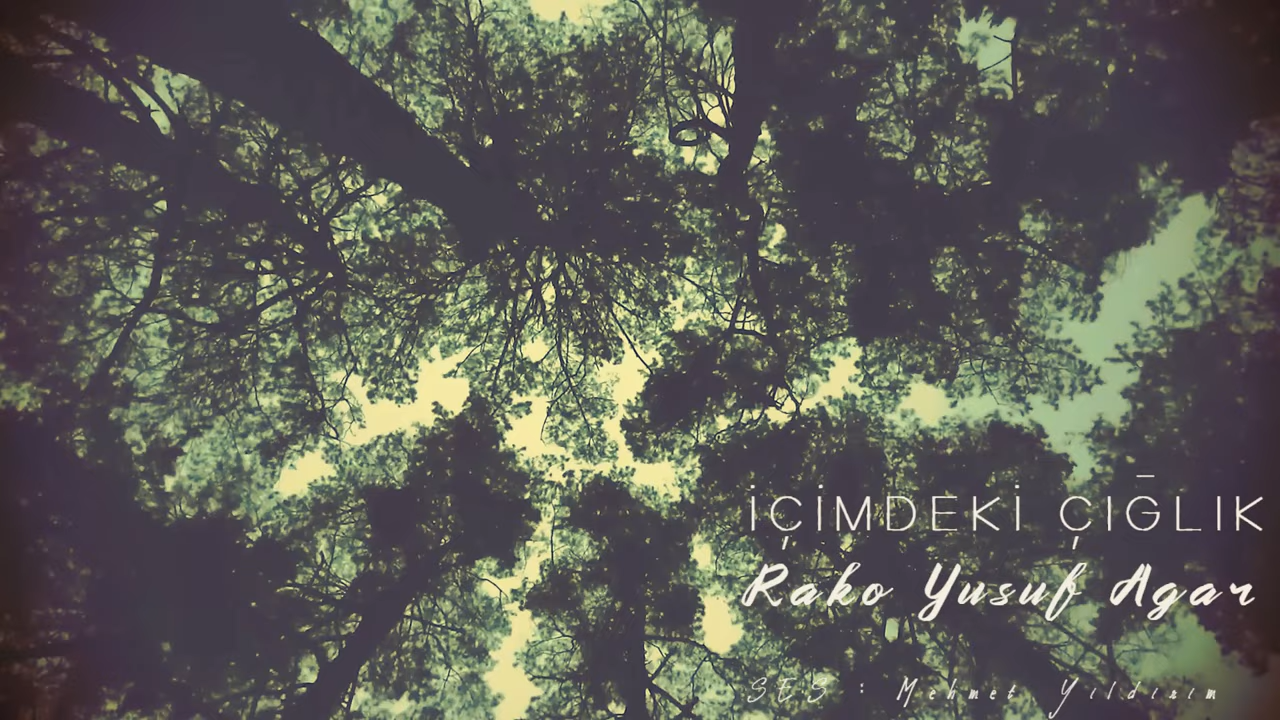 İÇİMDEKİ ÇIĞLIK
Rako Yusuf Agar
SES : Mehmet Yıldırım